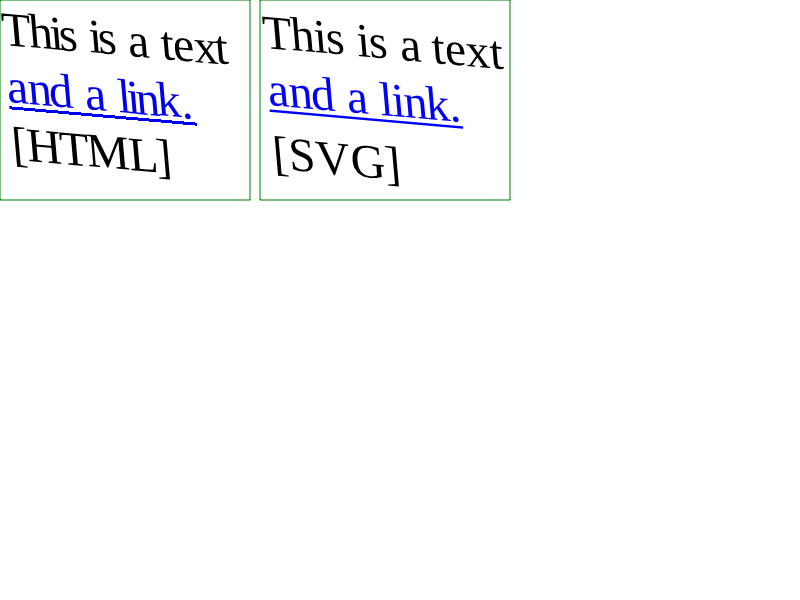 This is a text
and a link.
[HTML]
This is a text
and a link.
[SVG]